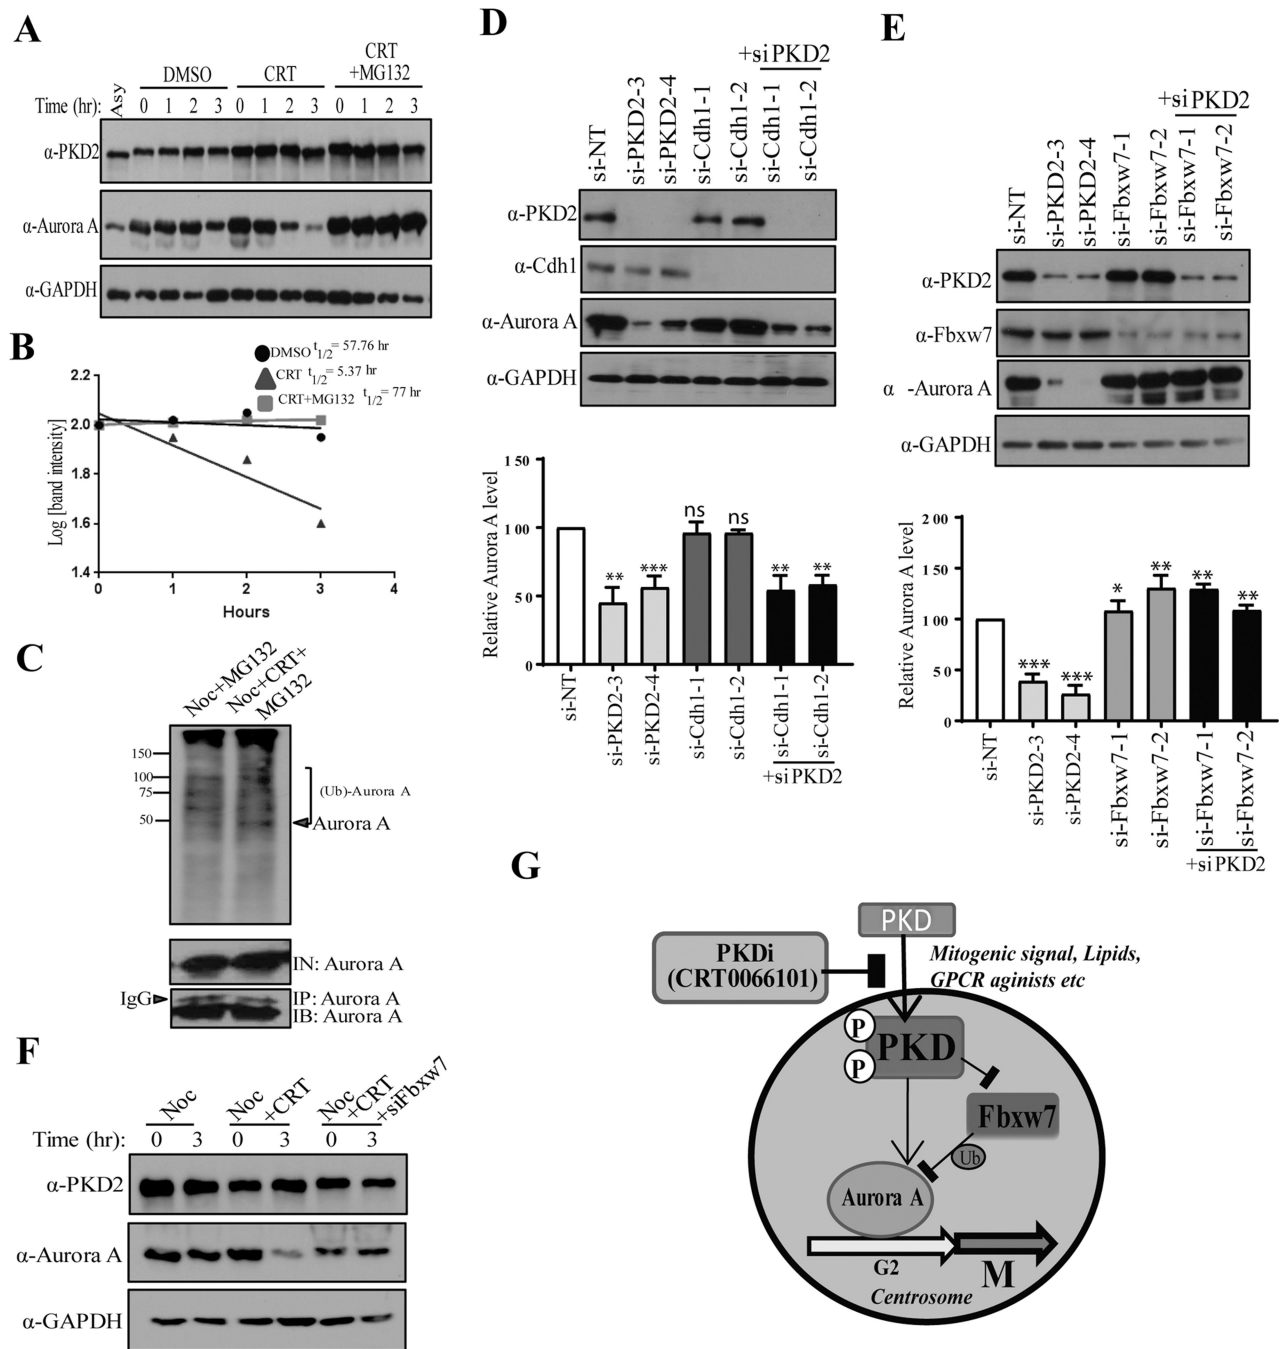 A
DMSO
CRT
CRT
+MG132
Time (hr):
Asy
0 1 2 3 0 1 2 3 0 1 2 3
α-PKD2
α-Aurora A
α-GAPDH
B
DMSO t1/2= 57.76 hr
CRT t1/2= 5.37 hr
CRT+MG132 t1/2= 77 hr
Log [band intensity]
2.2
2.0
1.8
1.6
1.4
0 1 2 3 4
Hours
C
Noc+MG132
Noc+CRT+
MG132
150
100
75
50
(Ub)-Aurora A
Aurora A
IN: Aurora A
IgG
IP: Aurora A
IB: Aurora A
D
+siPKD2
si-NT
si-PKD2-3
si-PKD2-4
si-Cdh1-1
si-Cdh1-2
si-Cdh1-1
si-Cdh1-2
α-PKD2
α-Cdh1
α-Aurora A
α-GAPDH
Relative Aurora A level
150
100
50
0
** *** ns ns ** **
si-NT
si-PKD2-3
si-PKD2-4
si-Cdh1-1
si-Cdh1-2
si-Cdh1-1
si-Cdh1-2
+siPKD2
E
+siPKD2
si-NT
si-PKD2-3
si-PKD2-4
si-Fbxw7-1
si-Fbxw7-2
si-Fbxw7-1
si-Fbxw7-2
α-PKD2
α-Fbxw7
α -Aurora A
α-GAPDH
Relative Aurora A level
200
150
100
50
0
*** *** * ** ** **
si-NT
si-PKD2-3
si-PKD2-4
si-Fbxw7-1
si-Fbxw7-2
si-Fbxw7-1
si-Fbxw7-2
+siPKD2
F
Noc
Noc
+CRT
Noc
+CRT
+siFbxw7
Time (hr): 0 3 0 3 0 3
α-PKD2
α-Aurora A
α-GAPDH
G
PKD
PKDi
(CRT0066101)
Mitogenic signal, Lipids,
GPCR aginists etc
P
P
PKD
Fbxw7
Ub
Aurora A
G2
M
Centrosome